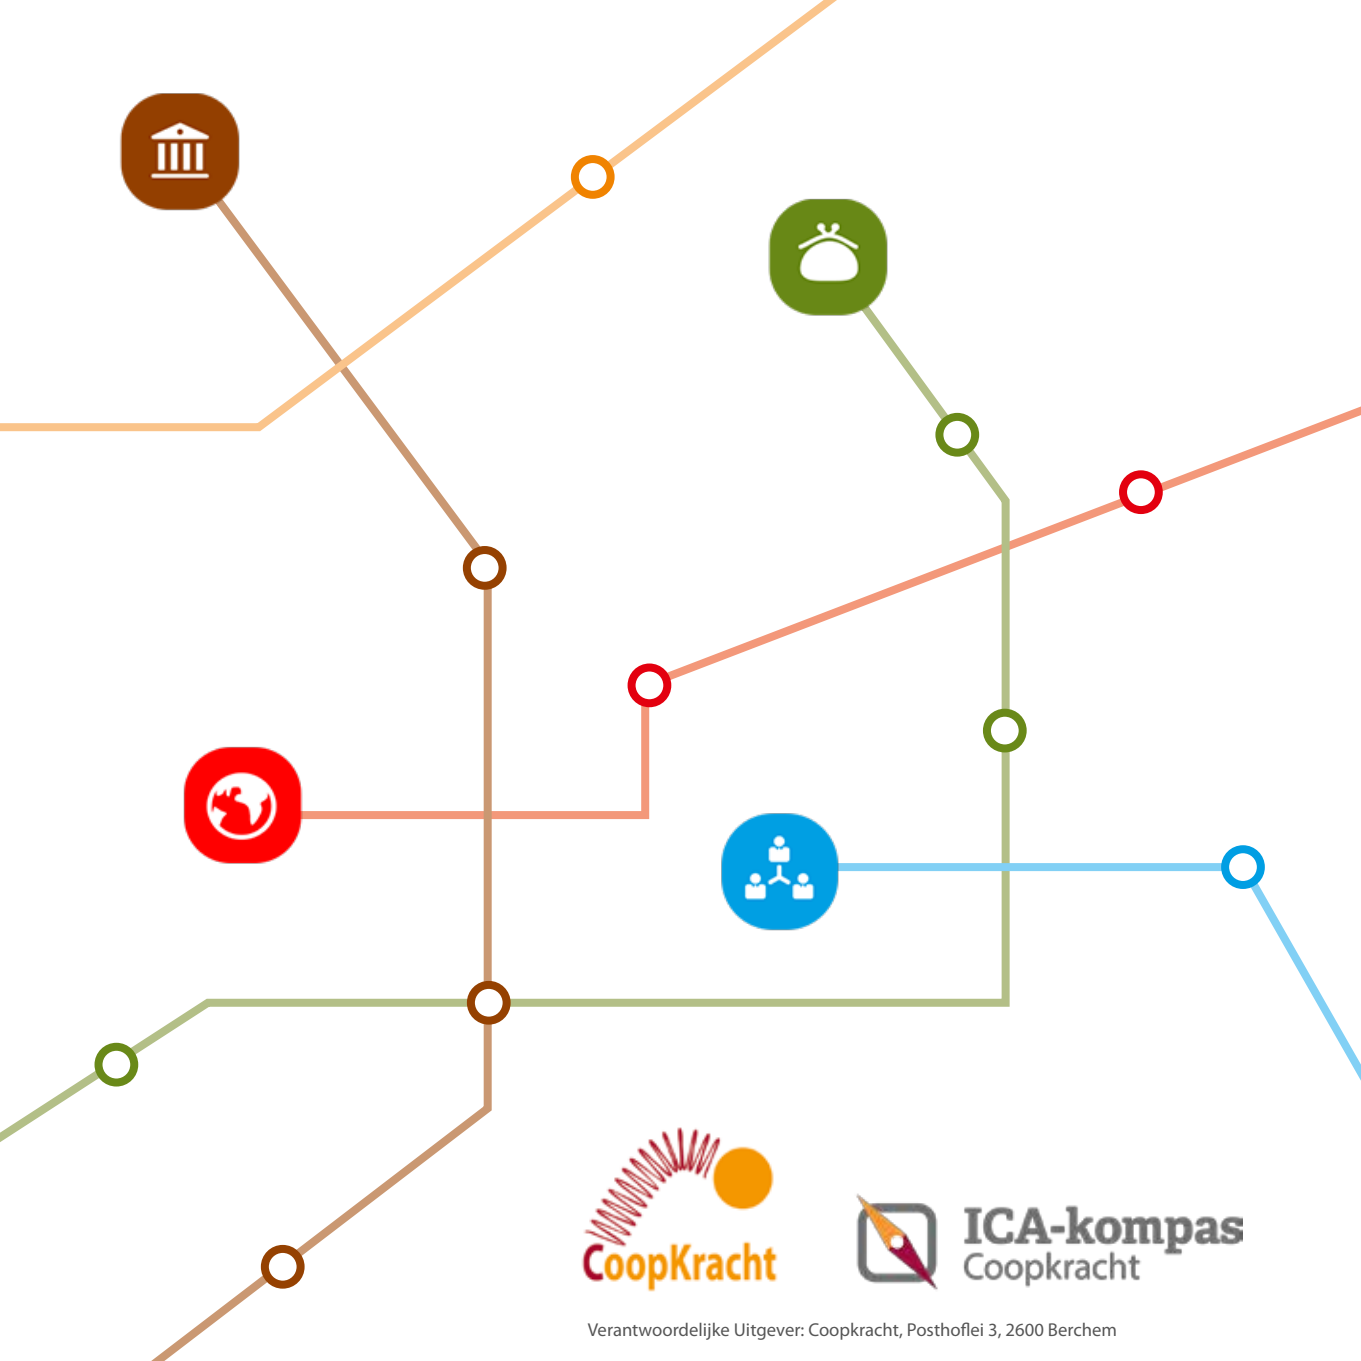 CoopKracht
ICA-kompas
Coopkracht
Verantwoordelijke Uitgever: Coopkracht, Posthoflei 3, 2600 Berchem